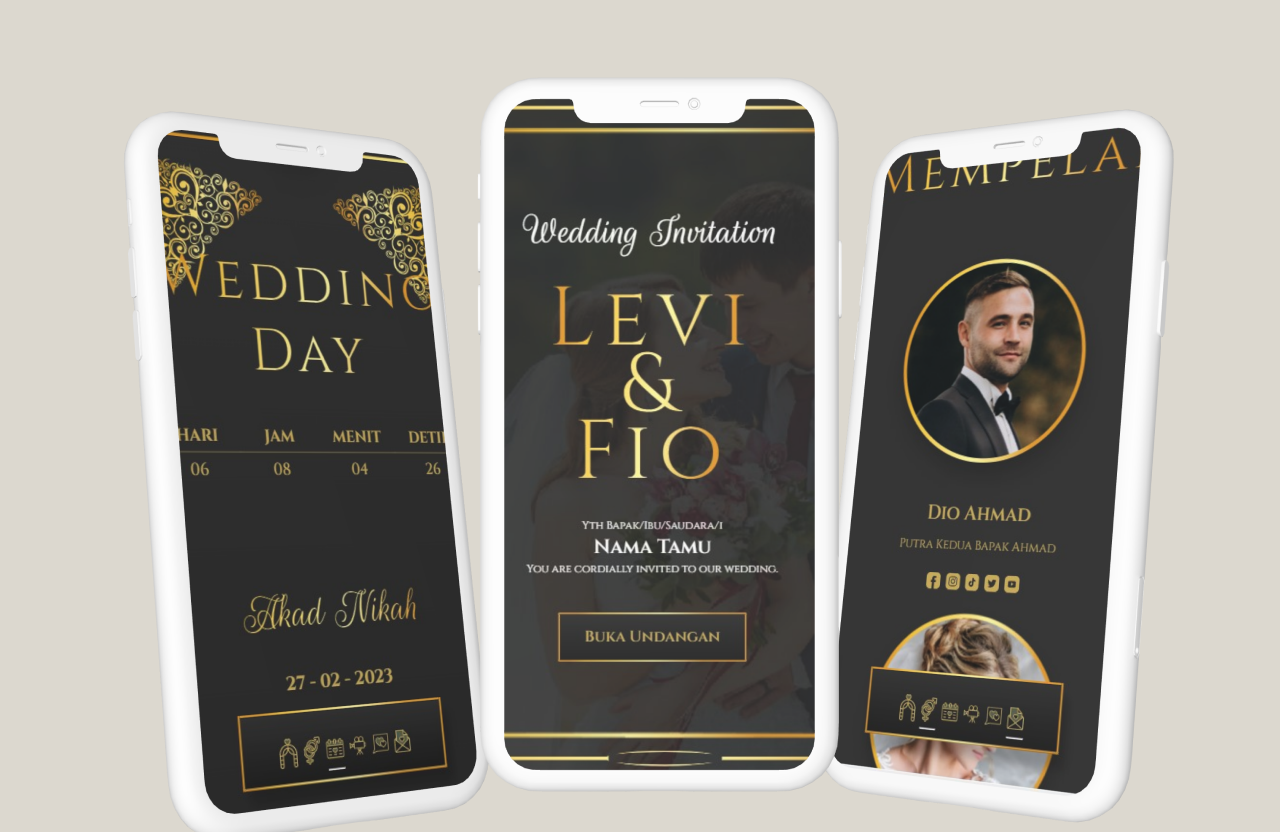 WEDDING
DAY
HARI JAM MENIT DETIK
06 08 04 26
Akad Nikah
27 - 02 - 2023
Wedding Invitation
LEVI
&
FIO
YTH BAPAK/IBU/SAUDARA/I
NAMA TAMU
YOU ARE CORDIALLY INVITED TO OUR WEDDING.
BUKA UNDANGAN
MEMPELA
DIO AHMAD
PUTRA KEDUA BAPAK AHMAD